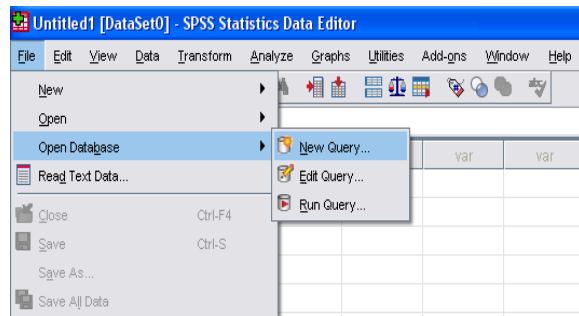 Untitled1 [DataSet0] - SPSS Statistics Data Editor
File Edit View Data Transform Analyze Graphs Utilities Add-ons Window Help
New
Open
Open Database
New Query...
var var
Read Text Data...
Edit Query...
Run Query...
Close Ctrl-F4
Save Ctrl-S
Save As...
Save All Data